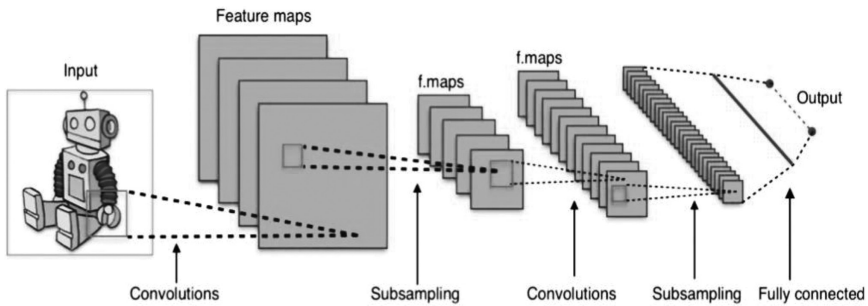 Feature maps
Input
f.maps
f.maps
Output
Convolutions
Subsampling
Convolutions
Subsampling
Fully connected